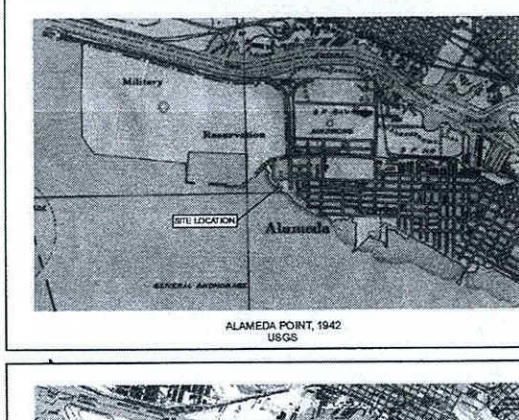 Military
Reservation
SITE LOCATION
Alameda
GENERAL ANCHORAGE
ALAMEDA POINT, 1942
USGS